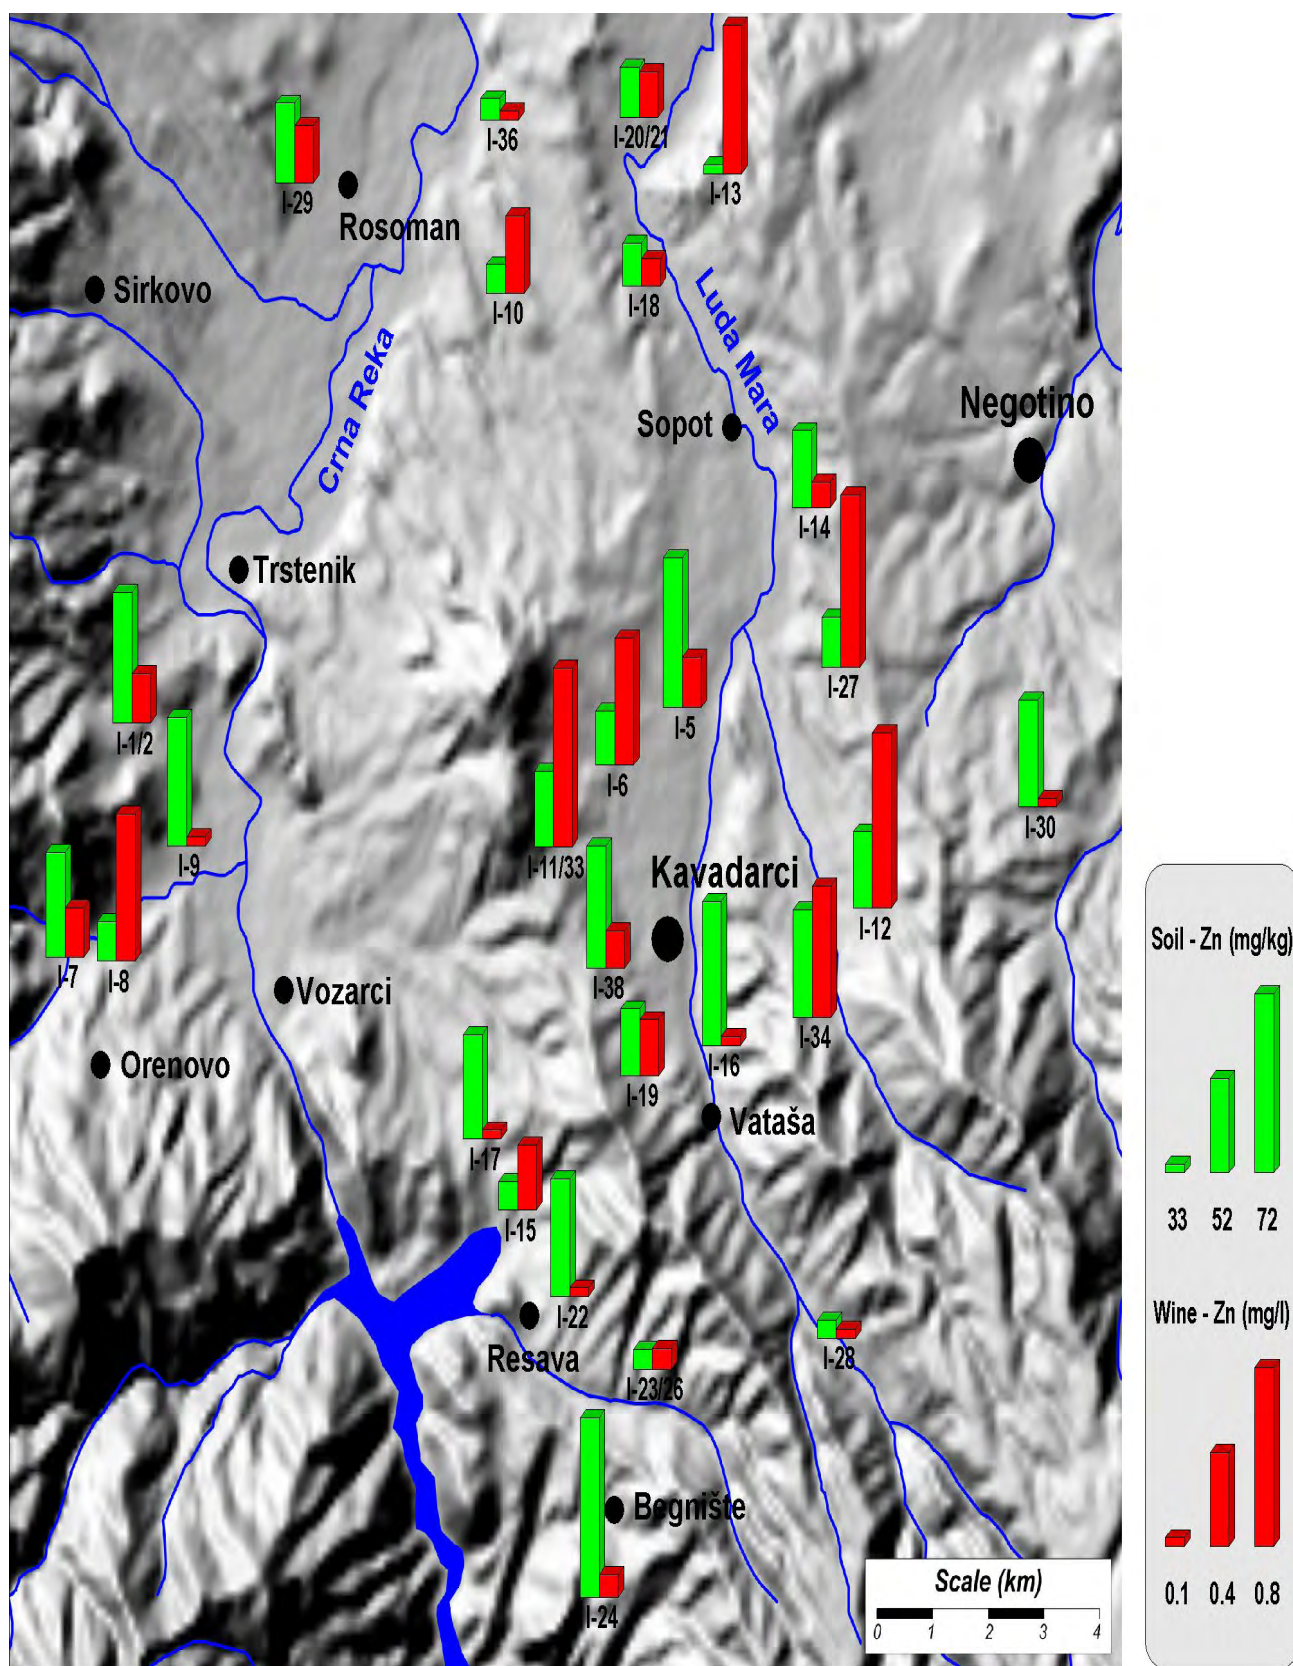 I-36
I-20/21
I-13
I-29
Rosoman
Sirkovo
I-10
I-18
Luda Mara
Crna Reka
Negotino
Sopot
I-14
Trstenik
I-27
I-5
I-1/2
I-6
I-30
I-9
I-11/33
Kavadarci
I-12
I-7
I-8
I-38
Vozarci
I-34
I-16
Orenovo
I-19
Vataša
I-17
I-15
I-22
Resava
I-28
I-23/26
Begnište
I-24
Scale (km)
0 1 2 3 4
Soil - Zn (mg/kg)
33 52 72
Wine - Zn (mg/l)
0.1 0.4 0.8